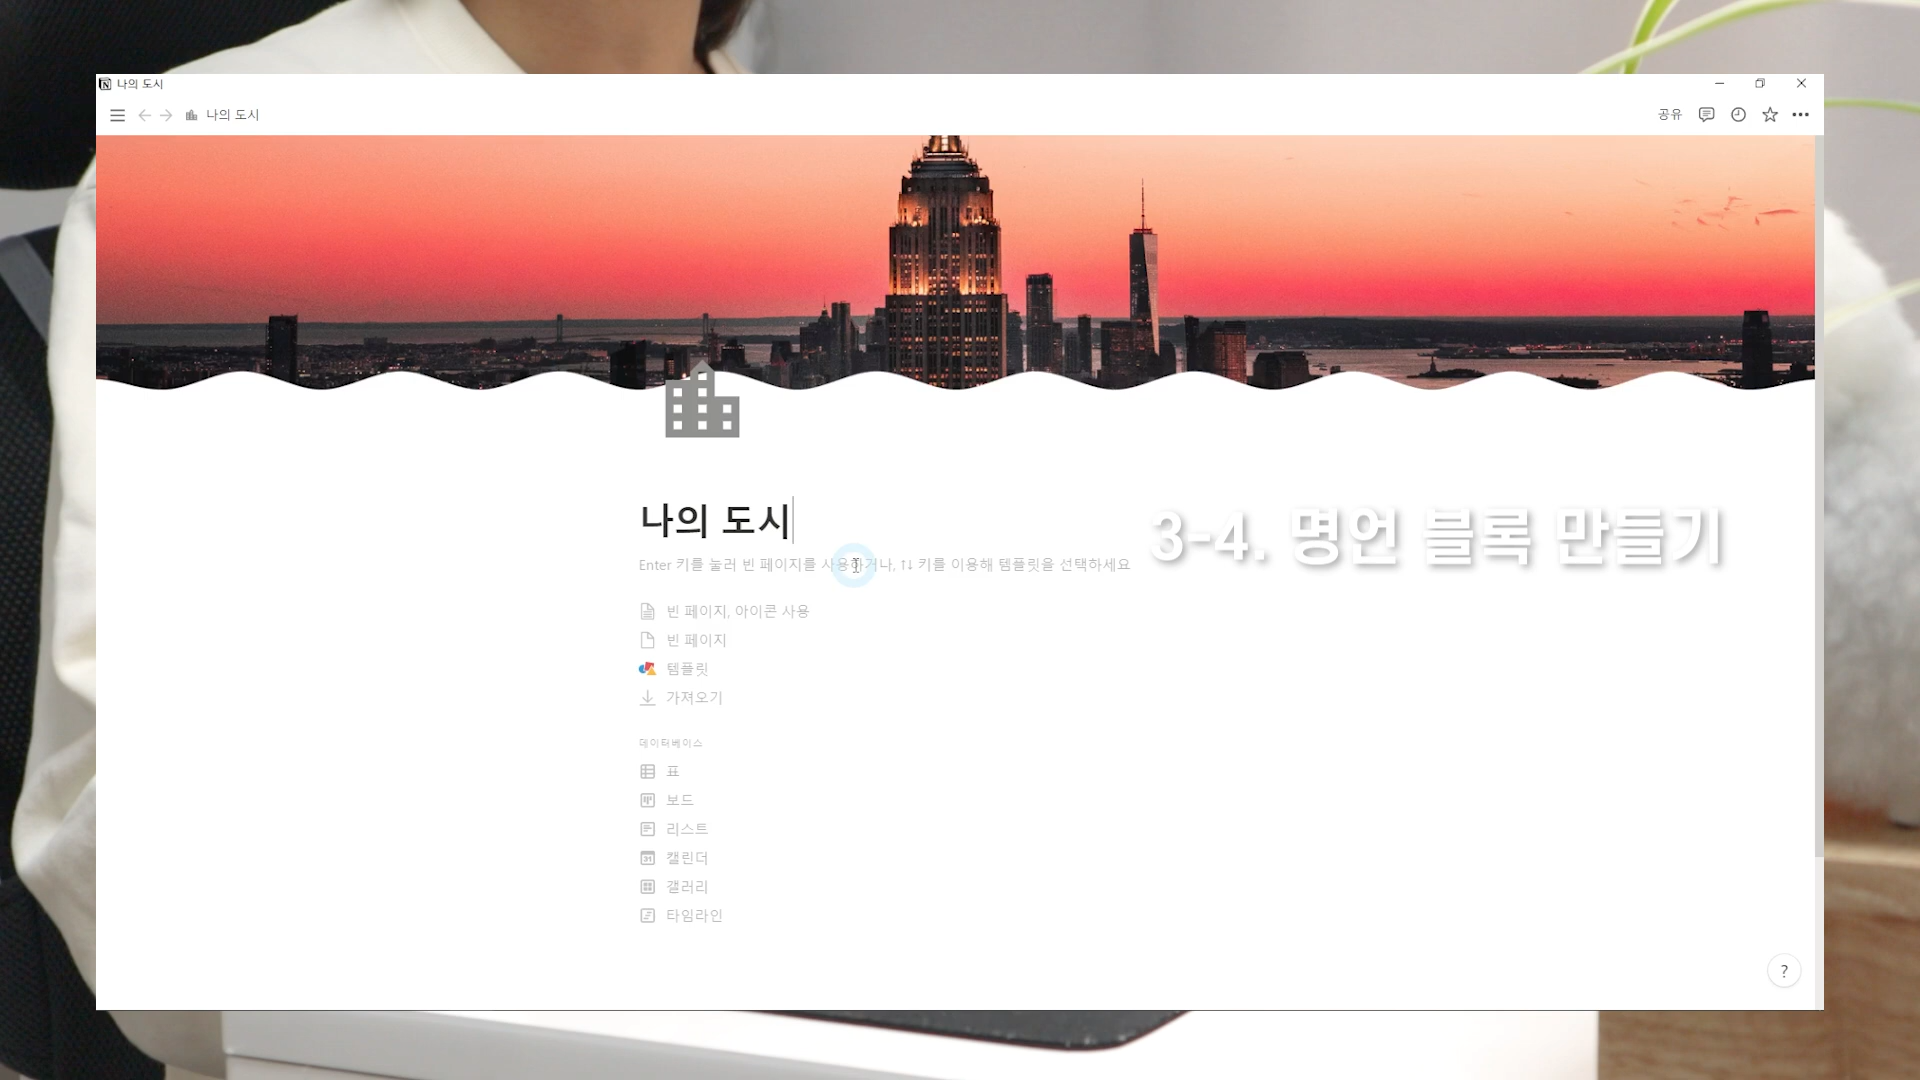 나의 도시
나의 도시
공유
나의 도시
3-4. 명언 블록 만들기
Enter 키를 눌러 빈 페이지를 사용하거나, ↑↓ 키를 이용해 템플릿을 선택하세요
빈 페이지, 아이콘 사용
빈 페이지
템플릿
가져오기
데이터베이스
표
보드
리스트
31
캘린더
갤러리
타임라인
?